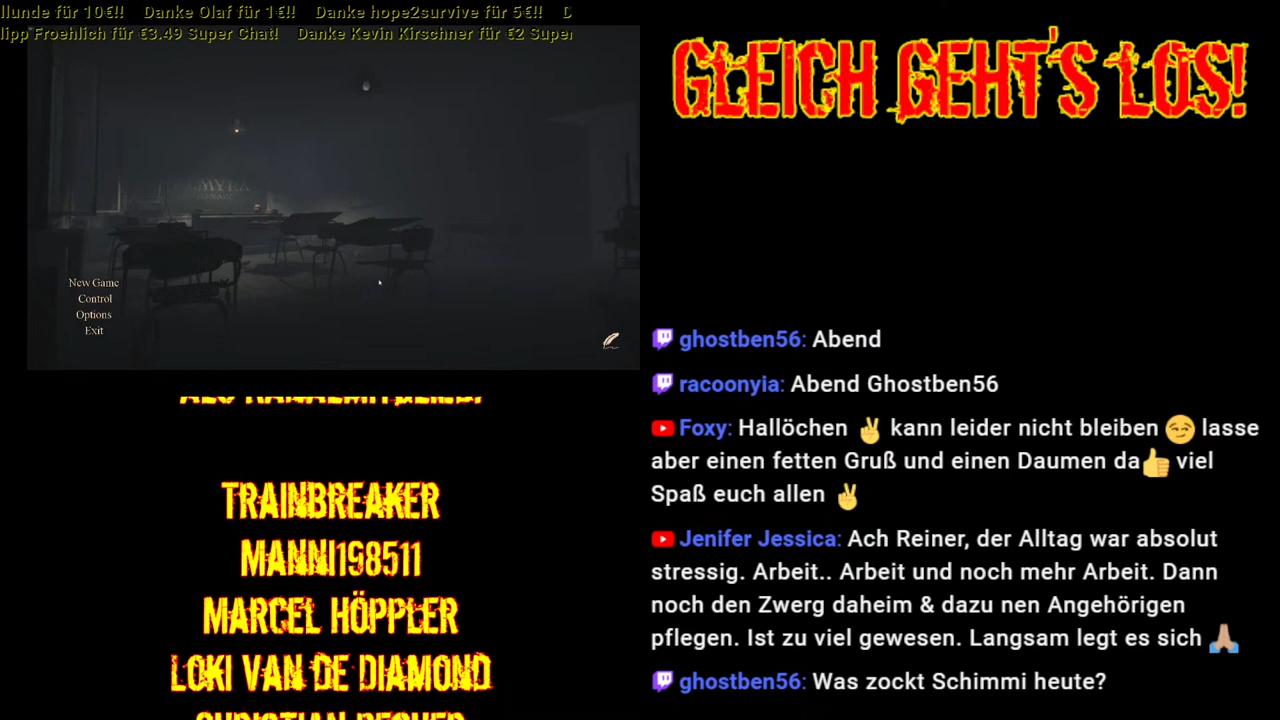 llunde für 10€!! Danke Olaf für 1€!! Danke hope2survive für 5€!! D
lipp Froehlich für €3.49 Super Chat! Danke Kevin Kirschner für €2 Super
GLEICH GEHT'S LOS!
New Game
Control
Options
Exit
TRAINBREAKER
MANNI198511
MARCEL HÖPPLER
LOKI VAN DE DIAMOND
ghostben56: Abend
racoonyia: Abend Ghostben56
Foxy: Hallöchen ✌ kann leider nicht bleiben 😏 lasse
aber einen fetten Gruß und einen Daumen da👍 viel
Spaß euch allen ✌
Jenifer Jessica: Ach Reiner, der Alltag war absolut
stressig. Arbeit.. Arbeit und noch mehr Arbeit. Dann
noch den Zwerg daheim & dazu nen Angehörigen
pflegen. Ist zu viel gewesen. Langsam legt es sich 🙏🏼
ghostben56: Was zockt Schimmi heute?